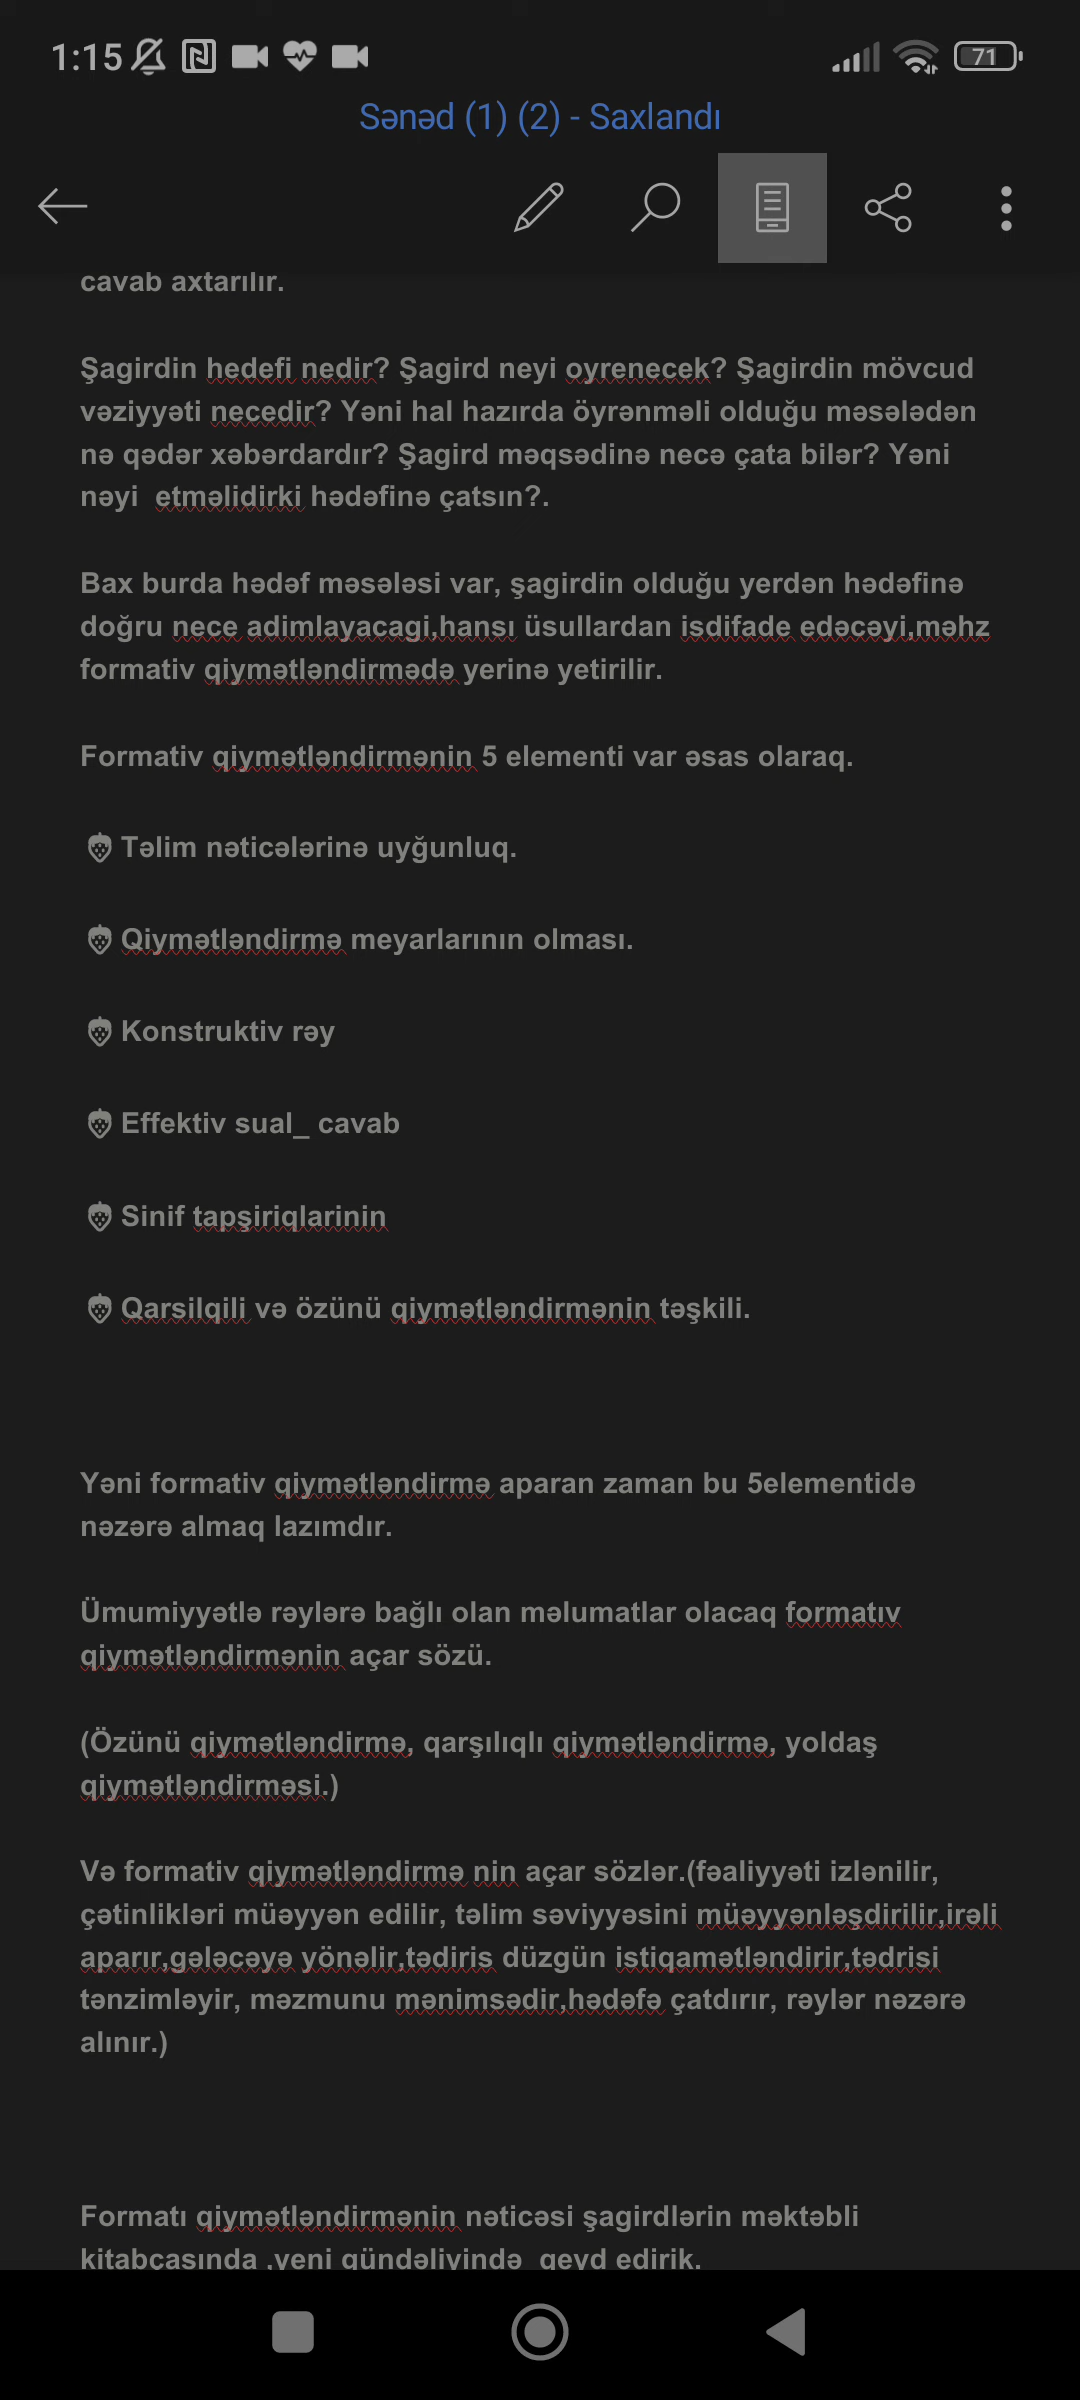 1:15
71
Sənəd (1) (2) - Saxlandı
cavab axtarılır.
Şagirdin hedefi nedir? Şagird neyi oyrenecek? Şagirdin mövcud
vəziyyəti necedir? Yəni hal hazırda öyrənməli olduğu məsələdən
nə qədər xəbərdardır? Şagird məqsədinə necə çata bilər? Yəni
nəyi  etməlidirki hədəfinə çatsın?.
Bax burda hədəf məsələsi var, şagirdin olduğu yerdən hədəfinə
doğru nece adimlayacagi,hansı üsullardan isdifade edəcəyi,məhz
formativ qiymətləndirmədə yerinə yetirilir.
Formativ qiymətləndirmənin 5 elementi var əsas olaraq.
🍓Təlim nəticələrinə uyğunluq.
🍓Qiymətləndirmə meyarlarının olması.
🍓Konstruktiv rəy
🍓Effektiv sual_ cavab
🍓Sinif tapşiriqlarinin
🍓Qarsilqili və özünü qiymətləndirmənin təşkili.
Yəni formativ qiymətləndirmə aparan zaman bu 5elementidə
nəzərə almaq lazımdır.
Ümumiyyətlə rəylərə bağlı olan məlumatlar olacaq formatıv
qiymətləndirmənin açar sözü.
(Özünü qiymətləndirmə, qarşılıqlı qiymətləndirmə, yoldaş
qiymətləndirməsi.)
Və formativ qiymətləndirmə nin açar sözlər.(fəaliyyəti izlənilir,
çətinlikləri müəyyən edilir, təlim səviyyəsini müəyyənləşdirilir,irəli
aparır,gələcəyə yönəlir,tədiris düzgün istiqamətləndirir,tədrisi
tənzimləyir, məzmunu mənimsədir,hədəfə çatdırır, rəylər nəzərə
alınır.)
Formatı qiymətləndirmənin nəticəsi şagirdlərin məktəbli
kitabçasında ,yeni gündəliyində  qeyd edirik.